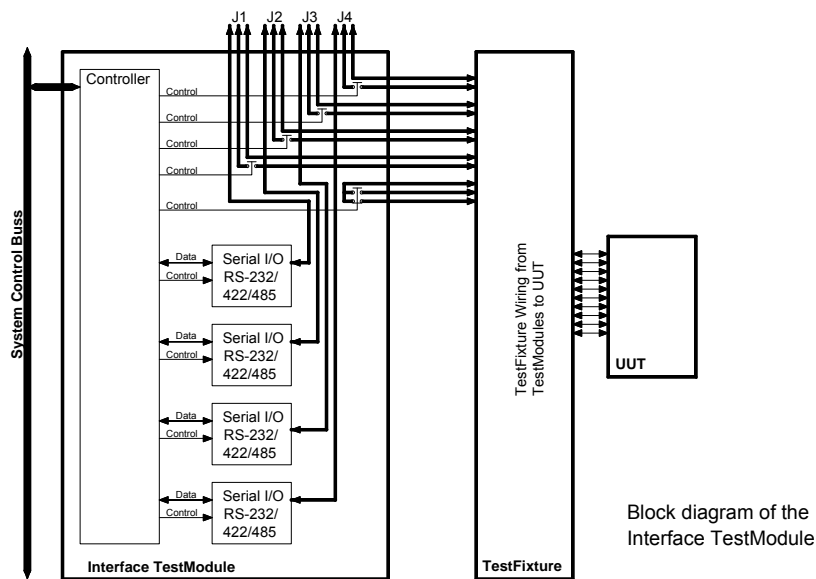 J1 J2 J3 J4
Controller
Control
Control
Control
Control
Control
System Control Buss
Data
Control
Serial I/O
RS-232/
422/485
Data
Control
Serial I/O
RS-232/
422/485
Data
Control
Serial I/O
RS-232/
422/485
Data
Control
Serial I/O
RS-232/
422/485
Interface TestModule
TestFixture Wiring from
TestModules to UUT
TestFixture
UUT
Block diagram of the
Interface TestModule